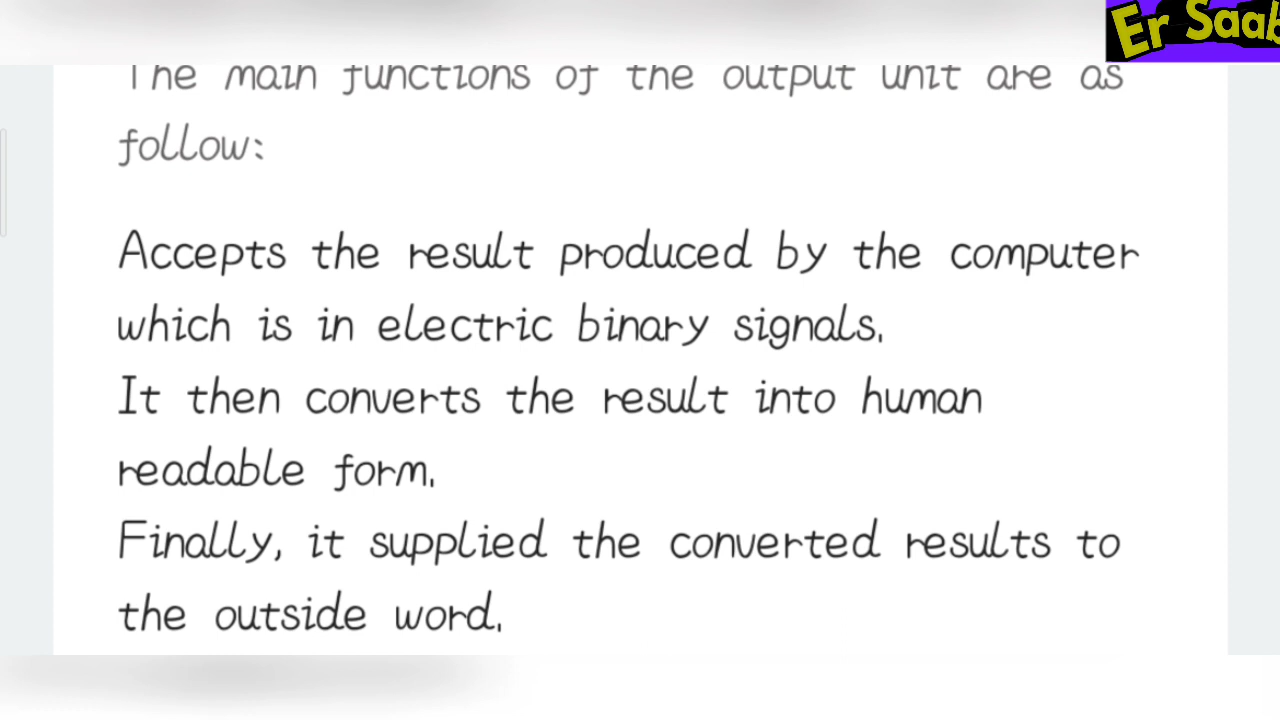 Er Saab
The main functions of the output unit are as
follow:
Accepts the result produced by the computer
which is in electric binary signals.
It then converts the result into human
readable form.
Finally, it supplied the converted results to
the outside word.